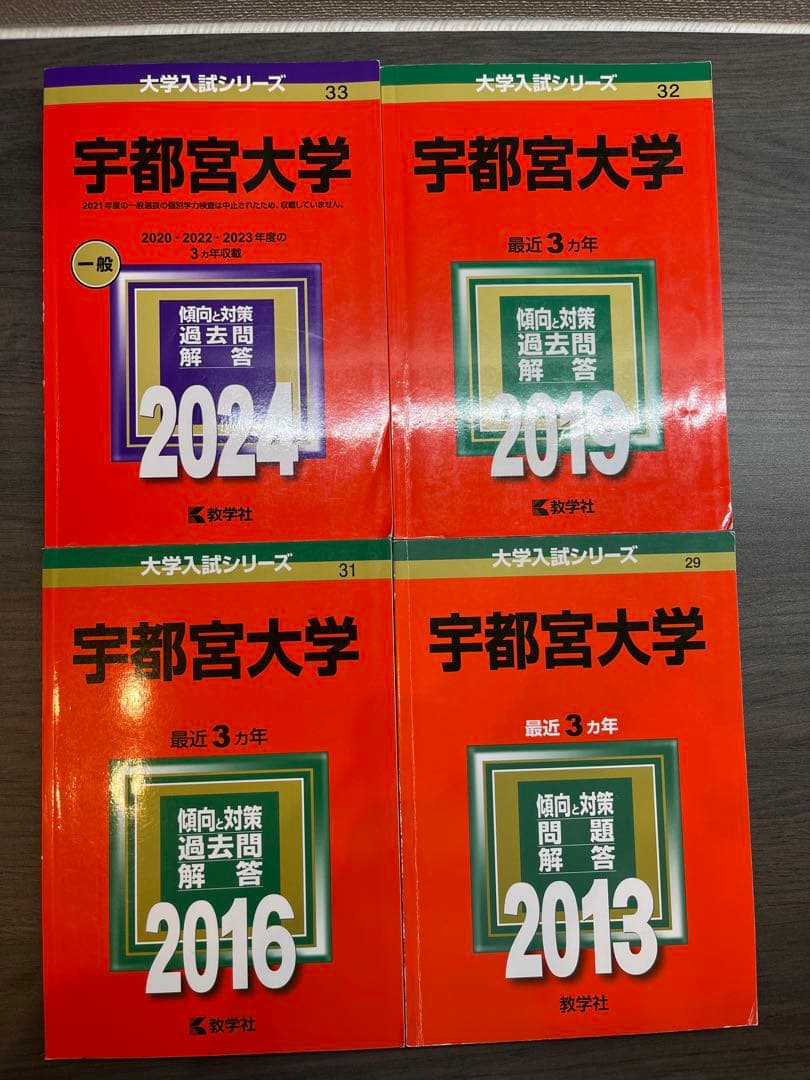 大学入試シリーズ
33
宇都宮大学
2021年度の一般選抜の個別学力検査は中止されたため、収載していません。
2020・2022・2023年度の
3ヵ年収載
一般
傾向と対策
過去問
解答
2024
教学社
大学入試シリーズ
32
宇都宮大学
最近3ヵ年
傾向と対策
過去問
解答
2019
教学社
大学入試シリーズ
31
宇都宮大学
最近3ヵ年
傾向と対策
過去問
解答
2016
教学社
大学入試シリーズ
29
宇都宮大学
最近3ヵ年
傾向と対策
問題
解答
2013
教学社